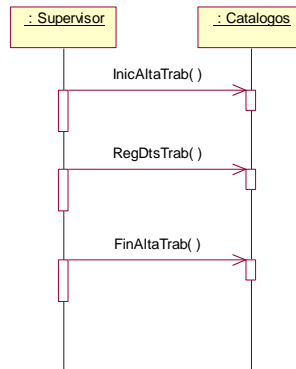 : Supervisor
: Catalogos
InicAltaTrab( )
RegDtsTrab( )
FinAltaTrab( )